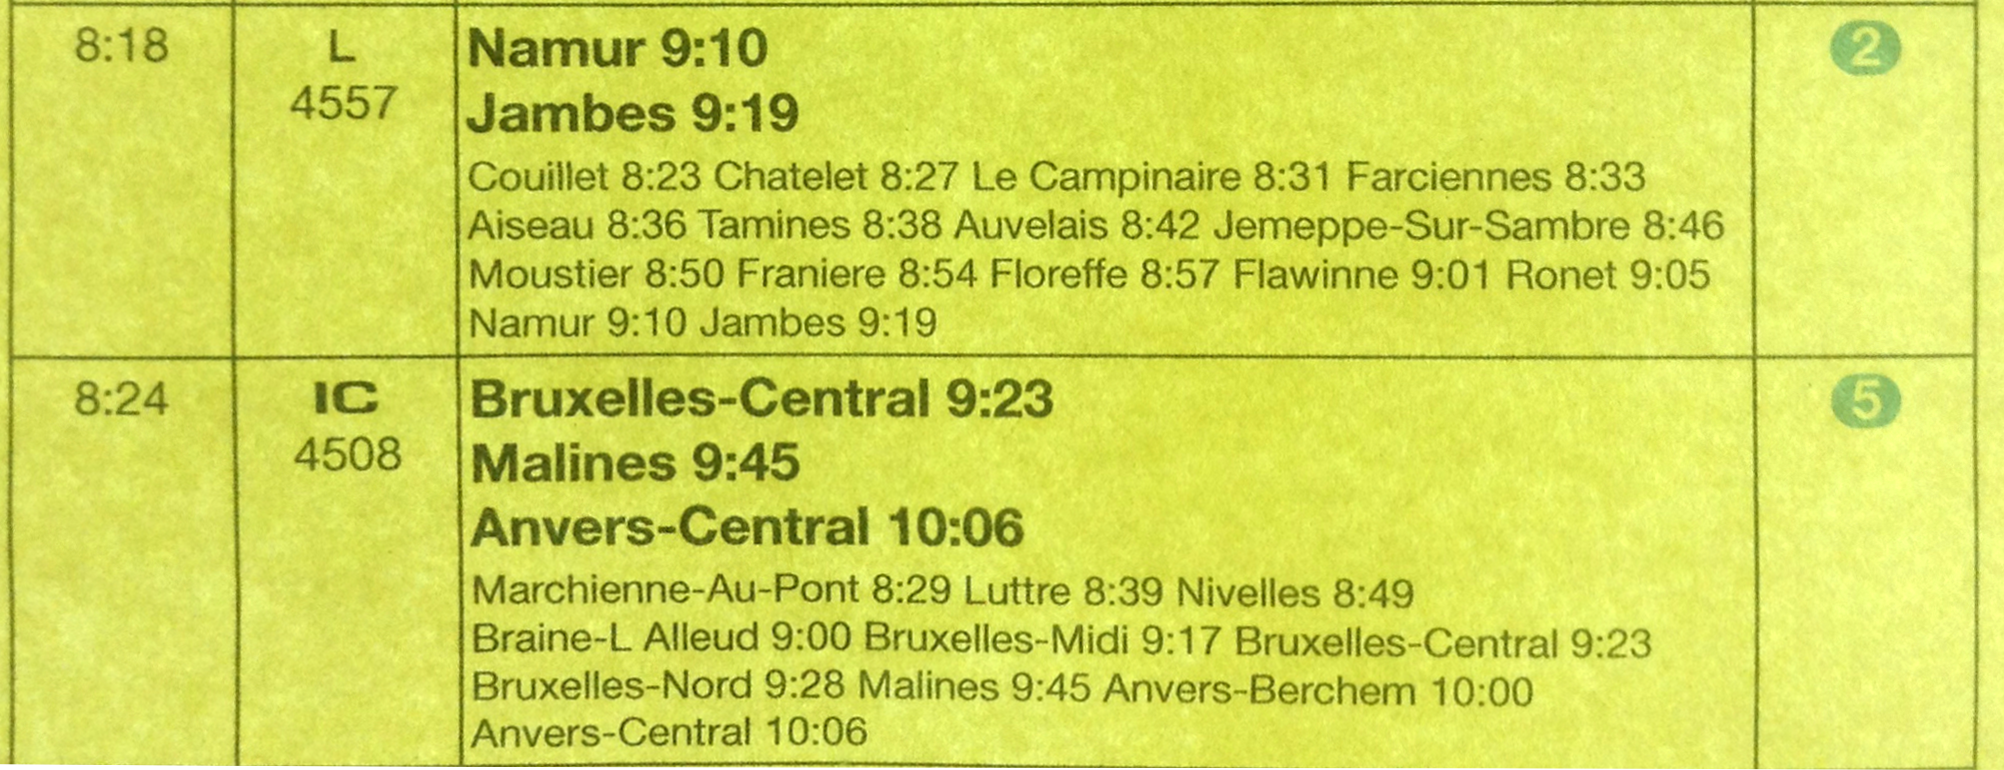 8:18 L Namur 9:10 2
4557 Jambes 9:19
Couillet 8:23 Chatelet 8:27 Le Campinaire 8:31 Farciennes 8:33
Aiseau 8:36 Tamines 8:38 Auvelais 8:42 Jemeppe-Sur-Sambre 8:46
Moustier 8:50 Franiere 8:54 Floreffe 8:57 Flawinne 9:01 Ronet 9:05
Namur 9:10 Jambes 9:19
8:24 IC Bruxelles-Central 9:23 5
4508 Malines 9:45
Anvers-Central 10:06
Marchienne-Au-Pont 8:29 Luttre 8:39 Nivelles 8:49
Braine-L Alleud 9:00 Bruxelles-Midi 9:17 Bruxelles-Central 9:23
Bruxelles-Nord 9:28 Malines 9:45 Anvers-Berchem 10:00
Anvers-Central 10:06